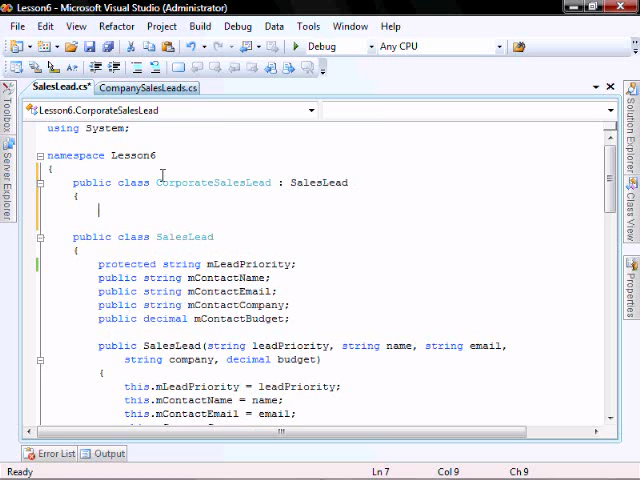 Lesson6 - Microsoft Visual Studio (Administrator)
File Edit View Refactor Project Build Debug Data Tools Test Window Help
Debug Any CPU
SalesLead.cs* CompanySalesLeads.cs
Lesson6.CorporateSalesLead
Toolbox
Server Explorer
using System;
namespace Lesson6
{
public class CorporateSalesLead : SalesLead
{
public class SalesLead
{
protected string mLeadPriority;
public string mContactName;
public string mContactEmail;
public string mContactCompany;
public decimal mContactBudget;
public SalesLead(string leadPriority, string name, string email,
string company, decimal budget)
{
this.mLeadPriority = leadPriority;
this.mContactName = name;
this.mContactEmail = email;
Solution Explorer
Class View
Properties
Error List Output
Ready Ln 7 Col 9 Ch 9